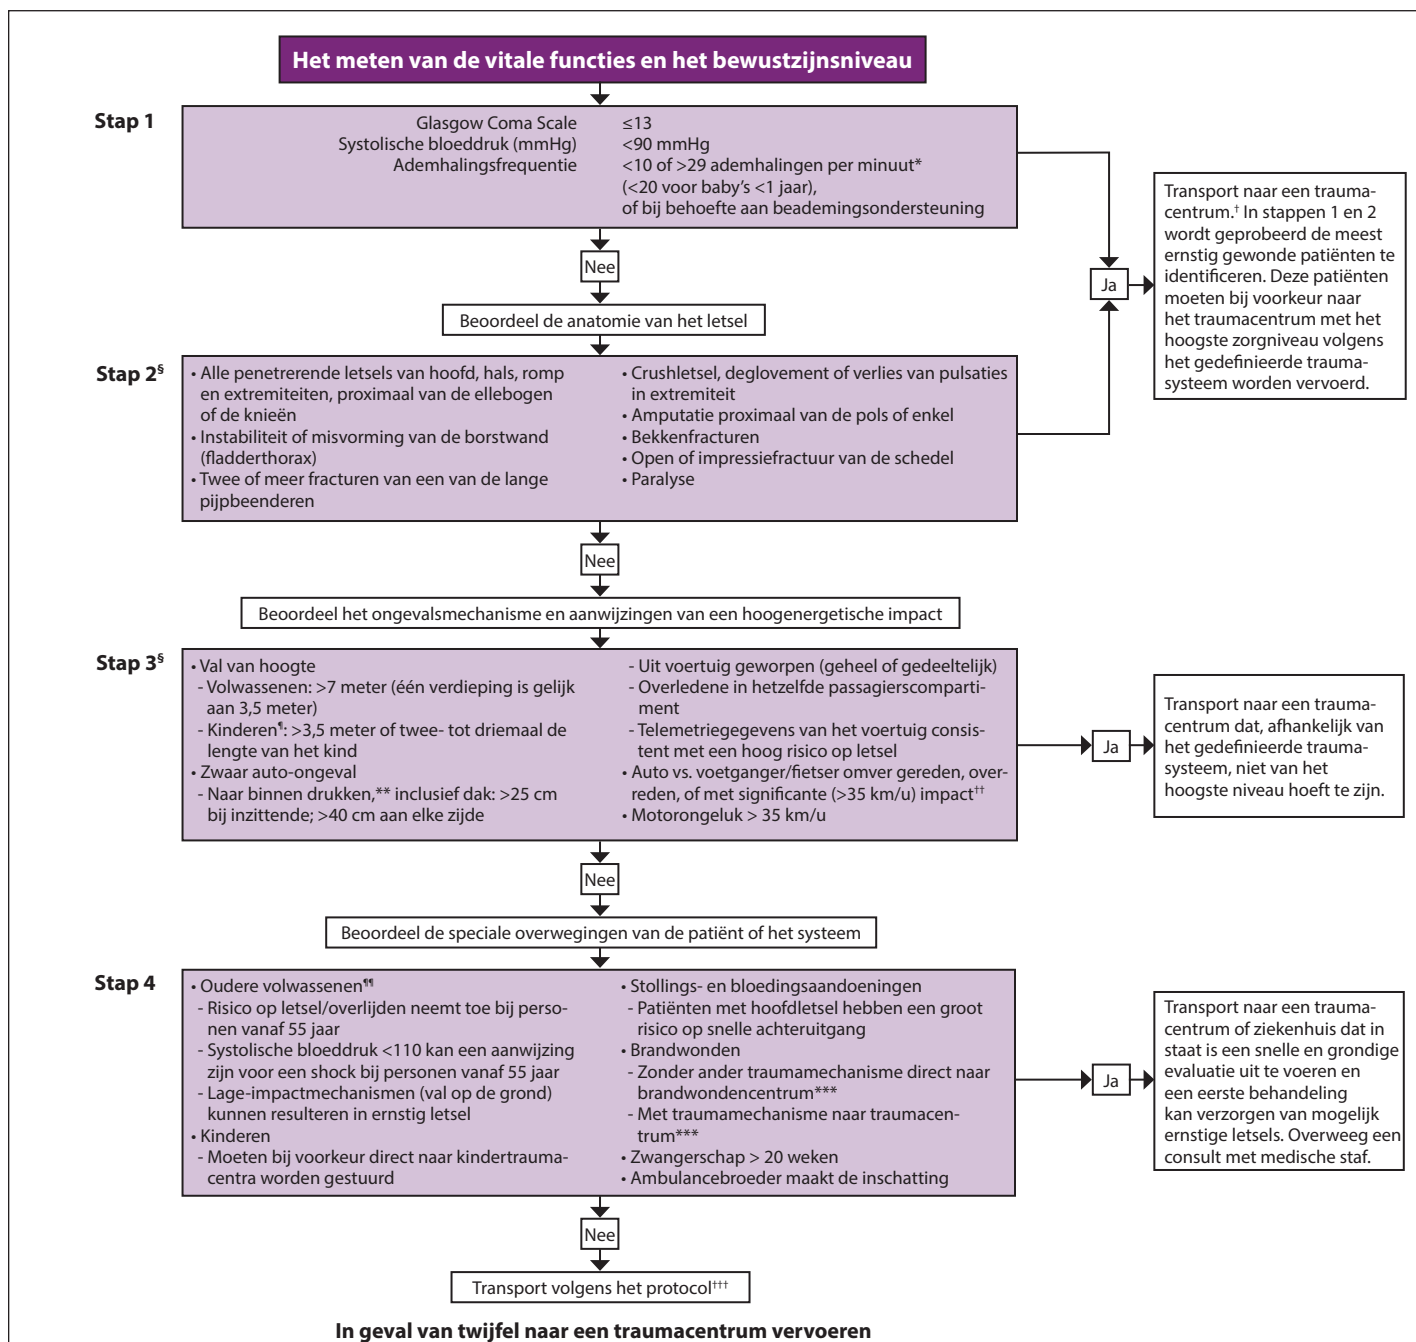 Het meten van de vitale functies en het bewustzijnsniveau
Stap 1
Glasgow Coma Scale ≤13
Systolische bloeddruk (mmHg) <90 mmHg
Ademhalingsfrequentie <10 of >29 ademhalingen per minuut*
(<20 voor baby's <1 jaar),
of bij behoefte aan beademingsondersteuning
Ja
Transport naar een trauma-
centrum.† In stappen 1 en 2
wordt geprobeerd de meest
ernstig gewonde patiënten te
identificeren. Deze patiënten
moeten bij voorkeur naar
het traumacentrum met het
hoogste zorgniveau volgens
het gedefinieerde trauma-
systeem worden vervoerd.
Nee
Beoordeel de anatomie van het letsel
Stap 2§
• Alle penetrerende letsels van hoofd, hals, romp
en extremiteiten, proximaal van de ellebogen
of de knieën
• Instabiliteit of misvorming van de borstwand
(fladderthorax)
• Twee of meer fracturen van een van de lange
pijpbeenderen
• Crushletsel, deglovement of verlies van pulsaties
in extremiteit
• Amputatie proximaal van de pols of enkel
• Bekkenfracturen
• Open of impressiefractuur van de schedel
• Paralyse
Nee
Beoordeel het ongevalsmechanisme en aanwijzingen van een hoogenergetische impact
Stap 3§
• Val van hoogte
- Volwassenen: >7 meter (één verdieping is gelijk
aan 3,5 meter)
- Kinderen¶: >3,5 meter of twee- tot driemaal de
lengte van het kind
• Zwaar auto-ongeval
- Naar binnen drukken,** inclusief dak: >25 cm
bij inzittende; >40 cm aan elke zijde
- Uit voertuig geworpen (geheel of gedeeltelijk)
- Overledene in hetzelfde passagierscomparti-
ment
- Telemetriegegevens van het voertuig consis-
tent met een hoog risico op letsel
• Auto vs. voetganger/fietser omver gereden, over-
reden, of met significante (>35 km/u) impact††
• Motorongeluk > 35 km/u
Ja
Transport naar een trauma-
centrum dat, afhankelijk van
het gedefinieerde trauma-
systeem, niet van het
hoogste niveau hoeft te zijn.
Nee
Beoordeel de speciale overwegingen van de patiënt of het systeem
Stap 4
• Oudere volwassenen¶¶
- Risico op letsel/overlijden neemt toe bij perso-
nen vanaf 55 jaar
- Systolische bloeddruk <110 kan een aanwijzing
zijn voor een shock bij personen vanaf 55 jaar
- Lage-impactmechanismen (val op de grond)
kunnen resulteren in ernstig letsel
• Kinderen
- Moeten bij voorkeur direct naar kindertrauma-
centra worden gestuurd
• Stollings- en bloedingsaandoeningen
- Patiënten met hoofdletsel hebben een groot
risico op snelle achteruitgang
• Brandwonden
- Zonder ander traumamechanisme direct naar
brandwondencentrum***
- Met traumamechanisme naar traumacen-
trum***
• Zwangerschap > 20 weken
• Ambulancebroeder maakt de inschatting
Ja
Transport naar een trauma-
centrum of ziekenhuis dat in
staat is een snelle en grondige
evaluatie uit te voeren en
een eerste behandeling
kan verzorgen van mogelijk
ernstige letsels. Overweeg een
consult met medische staf.
Nee
Transport volgens het protocol†††
In geval van twijfel naar een traumacentrum vervoeren